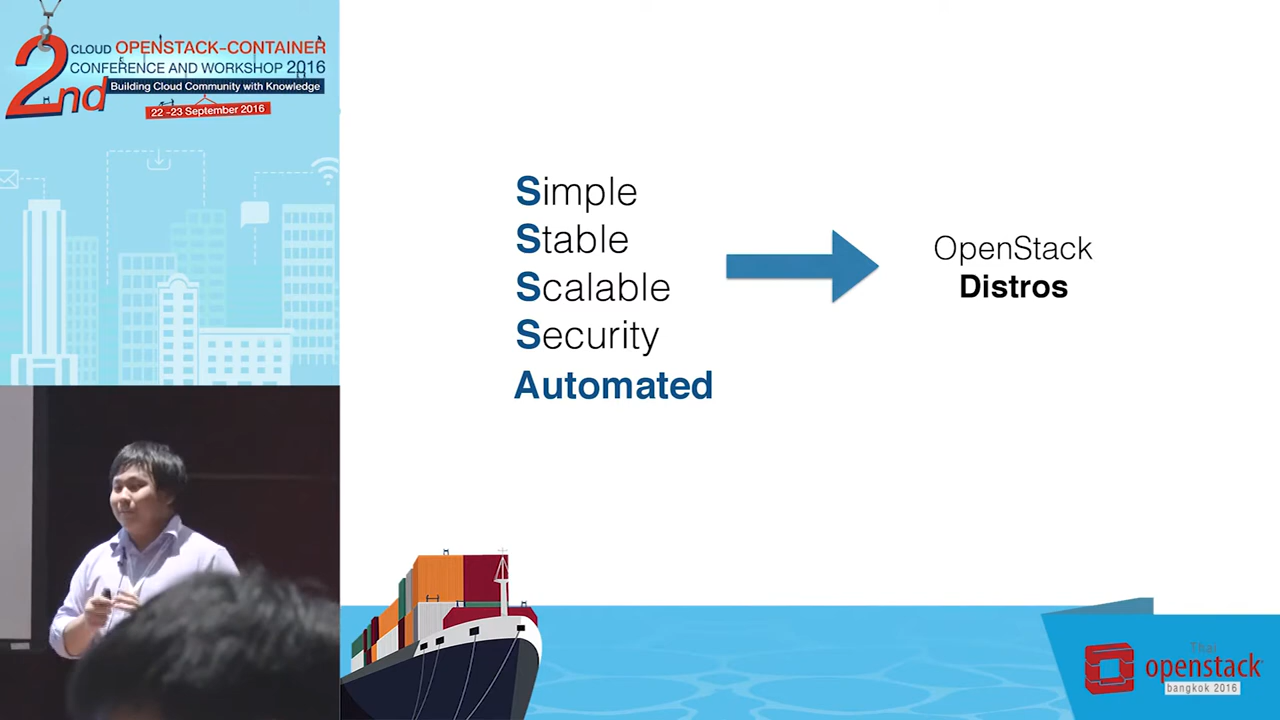 2nd
CLOUD OPENSTACK-CONTAINER
CONFERENCE AND WORKSHOP 2016
Building Cloud Community with Knowledge
22 -23 September 2016
Simple
Stable
Scalable
Security
Automated
OpenStack
Distros
Thai
openstack
bangkok 2016